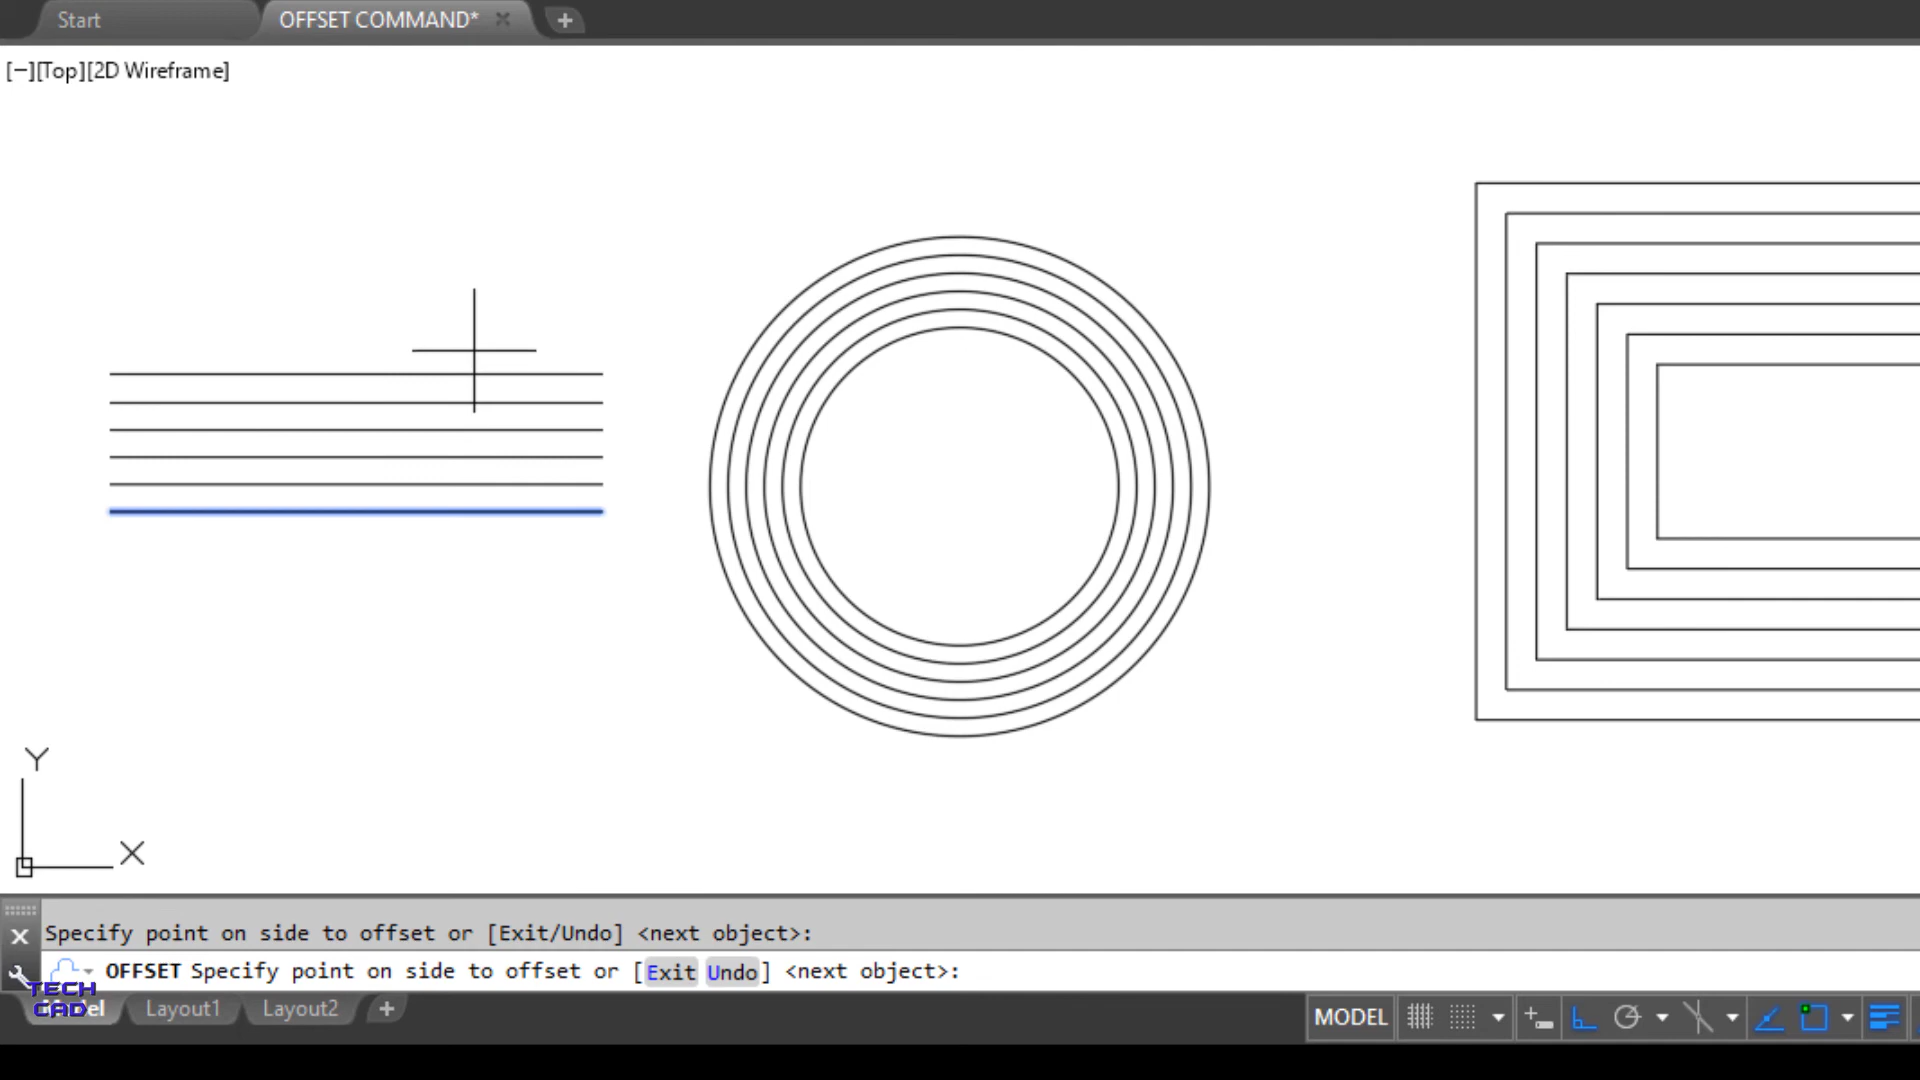 Start
OFFSET COMMAND*
[−][Top][2D Wireframe]
Y
X
Specify point on side to offset or [Exit/Undo] <next object>:
OFFSET Specify point on side to offset or [Exit Undo] <next object>:
TECH
CAD
Model Layout1 Layout2 +
MODEL